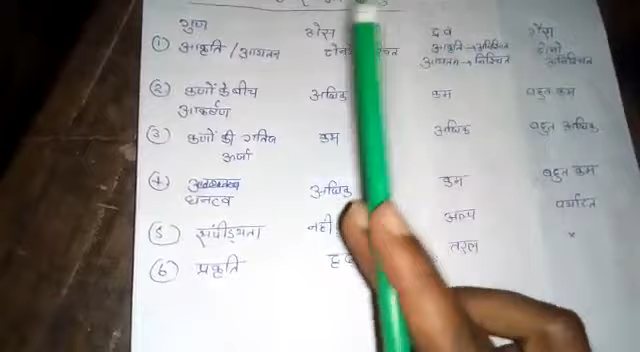 गुण ठोस द्रव गैस
① आकृति / आयतन आकृति → अनिश्चित दोनो
आयतन → निश्चित अनिश्चित
② कणों के बीच अधिक कम बहुत कम
आकर्षण
③ कणों की गतिज कम अधिक बहुत अधिक
ऊर्जा
④ घनत्व अधिक कम बहुत कम
⑤ संपीड्यता नही अल्प पर्याप्त
⑥ प्रकृति तरल ×